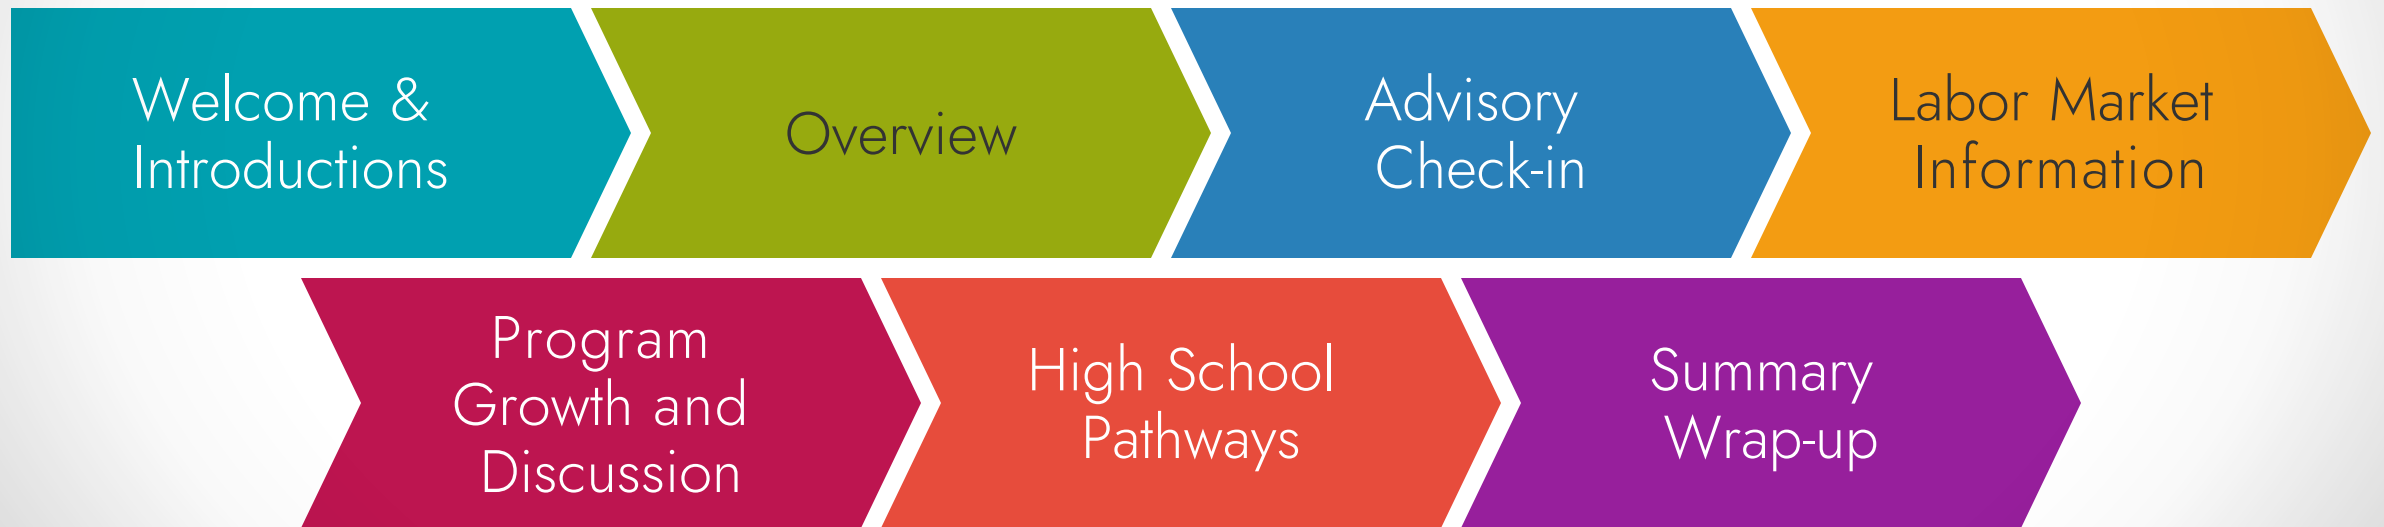 Welcome &
Introductions
Overview
Advisory
Check-in
Labor Market
Information
Program
Growth and
Discussion
High School
Pathways
Summary
Wrap-up